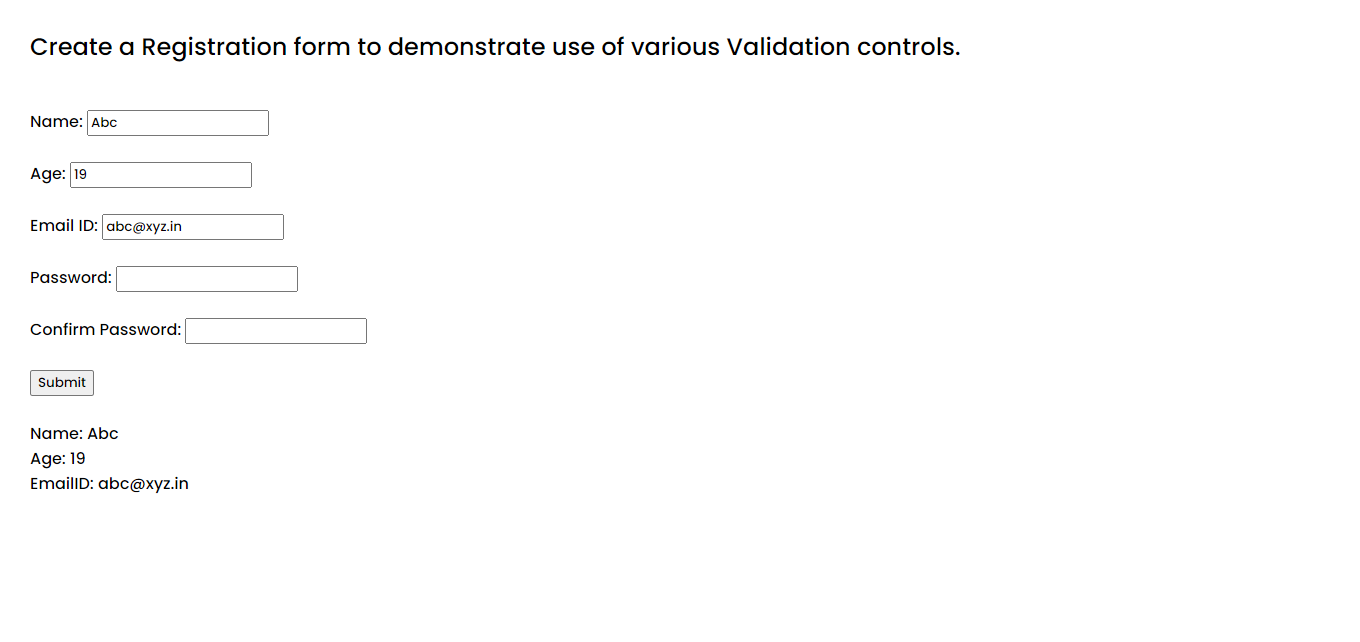 Create a Registration form to demonstrate use of various Validation controls.
Name: Abc
Age: 19
Email ID: abc@xyz.in
Password:
Confirm Password:
Submit
Name: Abc
Age: 19
EmailID: abc@xyz.in